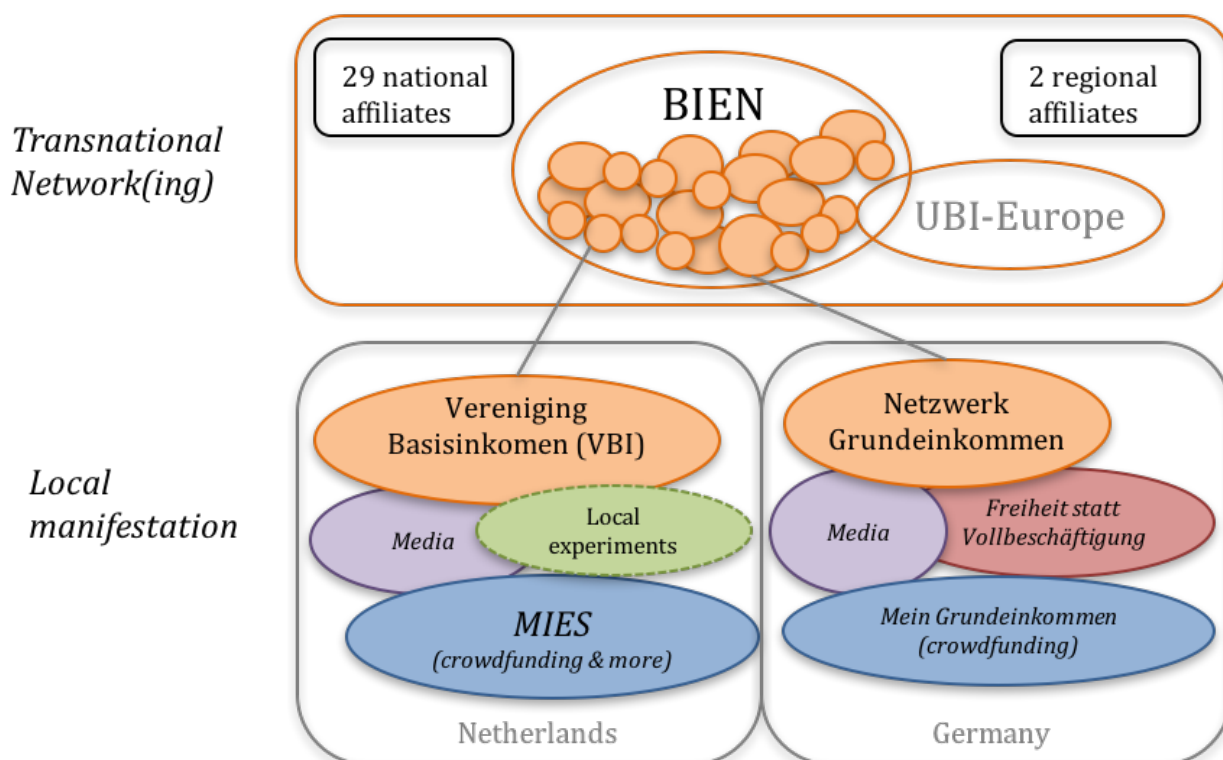 29 national
affiliates
BIEN
2 regional
affiliates
Transnational
Network(ing)
UBI-Europe
Vereniging
Basisinkomen (VBI)
Netzwerk
Grundeinkommen
Local
manifestation
Media
Local
experiments
Media
Freiheit statt
Vollbeschäftigung
MIES
(crowdfunding & more)
Mein Grundeinkommen
(crowdfunding)
Netherlands
Germany